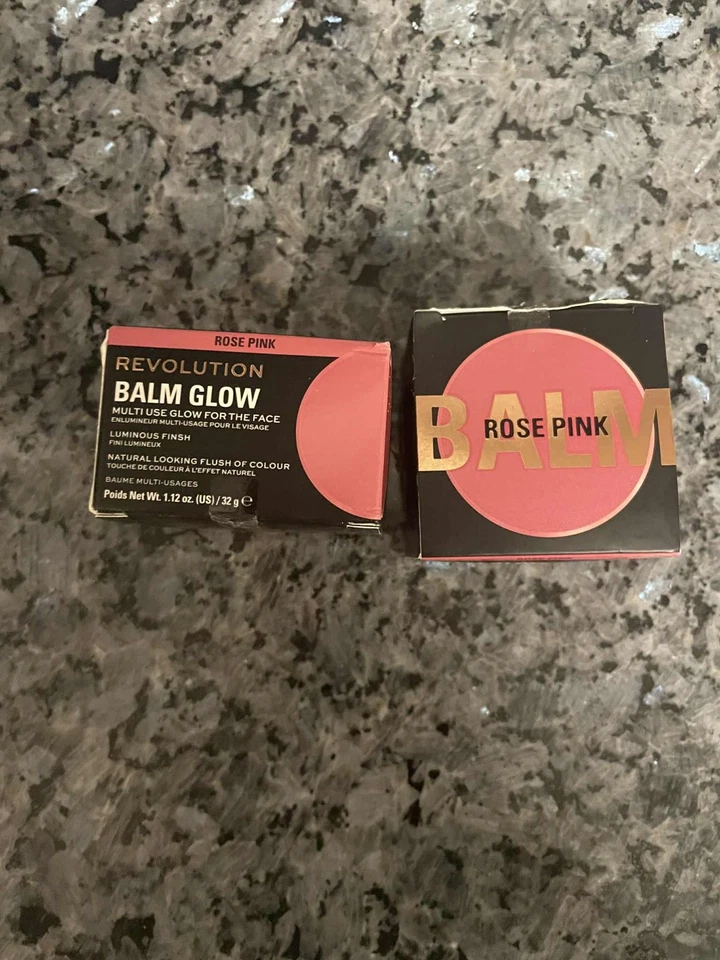 ROSE PINK
REVOLUTION
BALM GLOW
MULTI USE GLOW FOR THE FACE
ENLUMINEUR MULTI-USAGE POUR LE VISAGE
LUMINOUS FINSH
FINI LUMINEUX
NATURAL LOOKING FLUSH OF COLOUR
TOUCHE DE COULEUR À L'EFFET NATUREL
BAUME MULTI-USAGES
Poids Net Wt. 1.12 oz. (US) / 32 g ℮
BALM
ROSE PINK